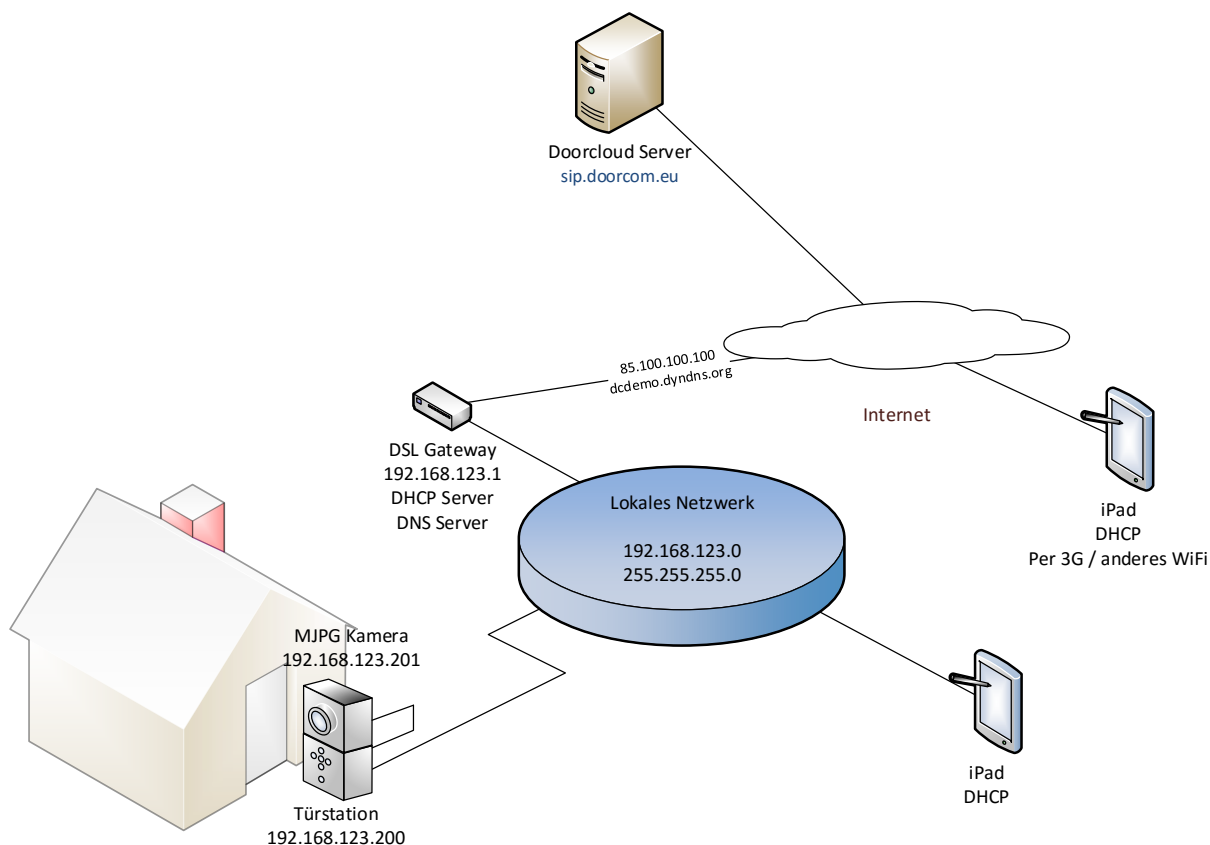 Doorcloud Server
sip.doorcom.eu
85.100.100.100
dcdemo.dyndns.org
Internet
DSL Gateway
192.168.123.1
DHCP Server
DNS Server
Lokales Netzwerk
192.168.123.0
255.255.255.0
iPad
DHCP
Per 3G / anderes WiFi
MJPG Kamera
192.168.123.201
Türstation
192.168.123.200
iPad
DHCP